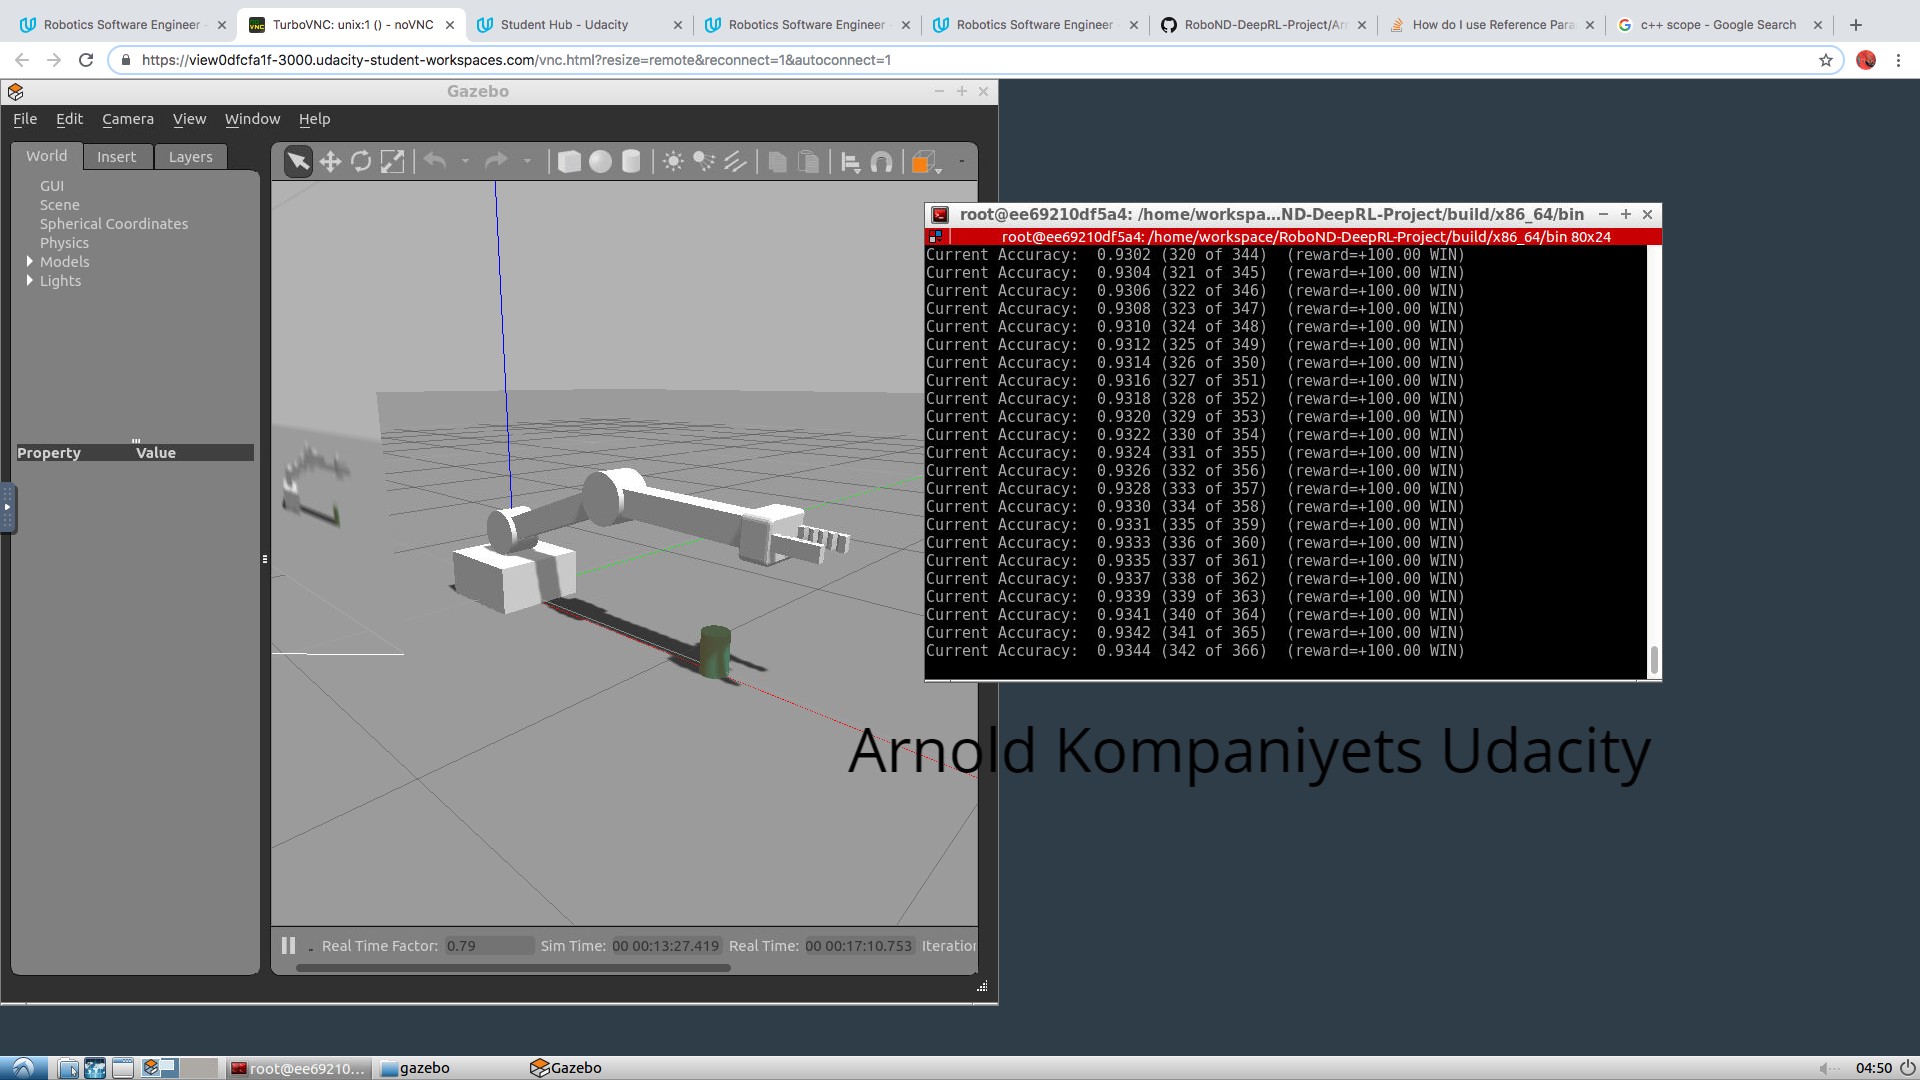 Robotics Software Engineer
TurboVNC: unix:1 () - noVNC
Student Hub - Udacity
Robotics Software Engineer
Robotics Software Engineer
RoboND-DeepRL-Project/Arm
How do I use Reference Para
c++ scope - Google Search
https://view0dfcfa1f-3000.udacity-student-workspaces.com/vnc.html?resize=remote&reconnect=1&autoconnect=1
Gazebo
File Edit Camera View Window Help
World Insert Layers
GUI
Scene
Spherical Coordinates
Physics
Models
Lights
Property Value
root@ee69210df5a4: /home/workspa...ND-DeepRL-Project/build/x86_64/bin
root@ee69210df5a4: /home/workspace/RoboND-DeepRL-Project/build/x86_64/bin 80x24
Current Accuracy: 0.9302 (320 of 344) (reward=+100.00 WIN)
Current Accuracy: 0.9304 (321 of 345) (reward=+100.00 WIN)
Current Accuracy: 0.9306 (322 of 346) (reward=+100.00 WIN)
Current Accuracy: 0.9308 (323 of 347) (reward=+100.00 WIN)
Current Accuracy: 0.9310 (324 of 348) (reward=+100.00 WIN)
Current Accuracy: 0.9312 (325 of 349) (reward=+100.00 WIN)
Current Accuracy: 0.9314 (326 of 350) (reward=+100.00 WIN)
Current Accuracy: 0.9316 (327 of 351) (reward=+100.00 WIN)
Current Accuracy: 0.9318 (328 of 352) (reward=+100.00 WIN)
Current Accuracy: 0.9320 (329 of 353) (reward=+100.00 WIN)
Current Accuracy: 0.9322 (330 of 354) (reward=+100.00 WIN)
Current Accuracy: 0.9324 (331 of 355) (reward=+100.00 WIN)
Current Accuracy: 0.9326 (332 of 356) (reward=+100.00 WIN)
Current Accuracy: 0.9328 (333 of 357) (reward=+100.00 WIN)
Current Accuracy: 0.9330 (334 of 358) (reward=+100.00 WIN)
Current Accuracy: 0.9331 (335 of 359) (reward=+100.00 WIN)
Current Accuracy: 0.9333 (336 of 360) (reward=+100.00 WIN)
Current Accuracy: 0.9335 (337 of 361) (reward=+100.00 WIN)
Current Accuracy: 0.9337 (338 of 362) (reward=+100.00 WIN)
Current Accuracy: 0.9339 (339 of 363) (reward=+100.00 WIN)
Current Accuracy: 0.9341 (340 of 364) (reward=+100.00 WIN)
Current Accuracy: 0.9342 (341 of 365) (reward=+100.00 WIN)
Current Accuracy: 0.9344 (342 of 366) (reward=+100.00 WIN)
Arnold Kompaniyets Udacity
Real Time Factor: 0.79 Sim Time: 00 00:13:27.419 Real Time: 00 00:17:10.753 Iteration
root@ee69210... gazebo Gazebo 04:50